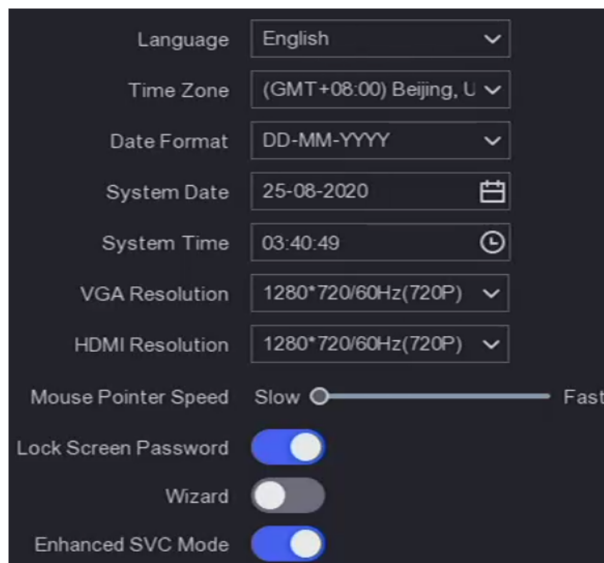 Language English
Time Zone (GMT+08:00) Beijing, U
Date Format DD-MM-YYYY
System Date 25-08-2020
System Time 03:40:49
VGA Resolution 1280*720/60Hz(720P)
HDMI Resolution 1280*720/60Hz(720P)
Mouse Pointer Speed Slow Fast
Lock Screen Password
Wizard
Enhanced SVC Mode